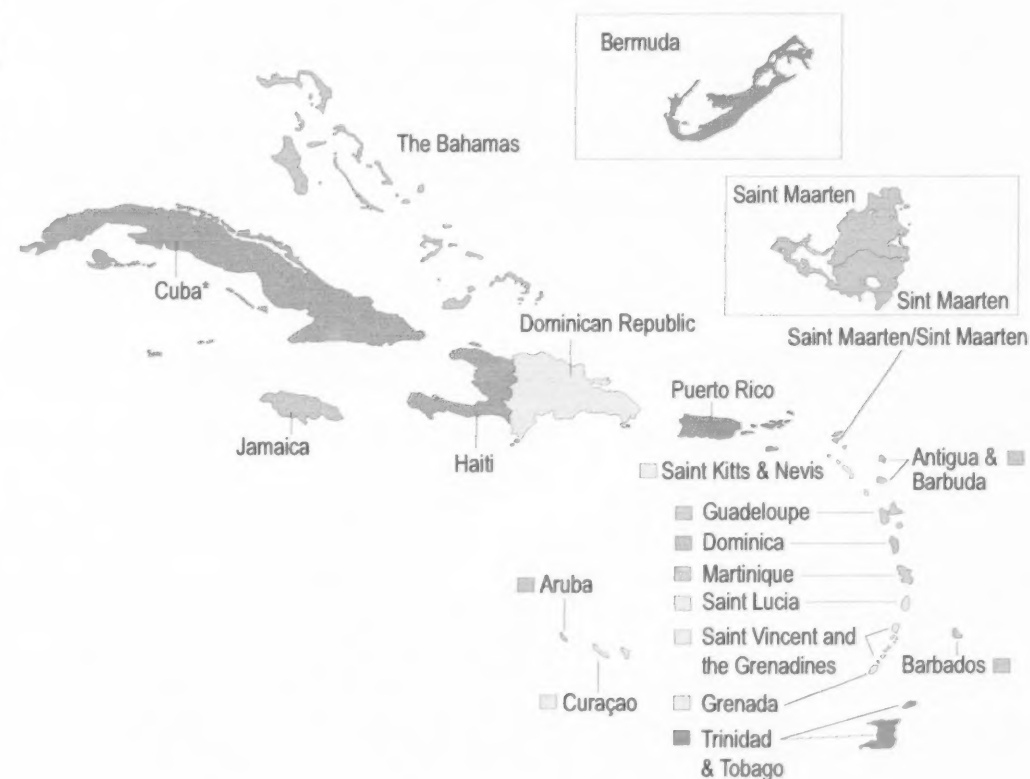 Bermuda
The Bahamas
Saint Maarten
Cuba*
Sint Maarten
Dominican Republic
Saint Maarten/Sint Maarten
Puerto Rico
Jamaica
Haiti
Saint Kitts & Nevis
Antigua &
Barbuda
Guadeloupe
Dominica
Martinique
Aruba
Saint Lucia
Saint Vincent and
the Grenadines
Barbados
Curaçao
Grenada
Trinidad
& Tobago